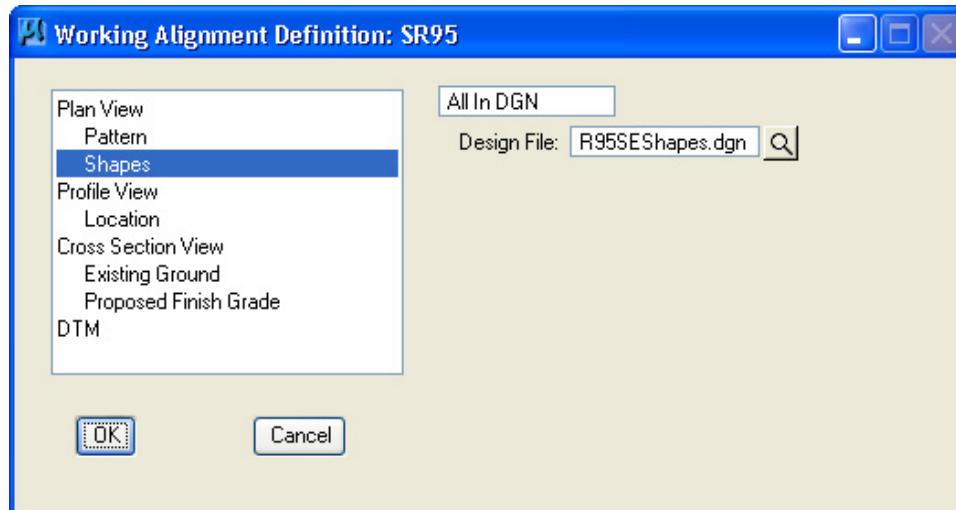 Working Alignment Definition: SR95
Plan View
Pattern
Shapes
Profile View
Location
Cross Section View
Existing Ground
Proposed Finish Grade
DTM
All In DGN
Design File: R95SEShapes.dgn
OK
Cancel